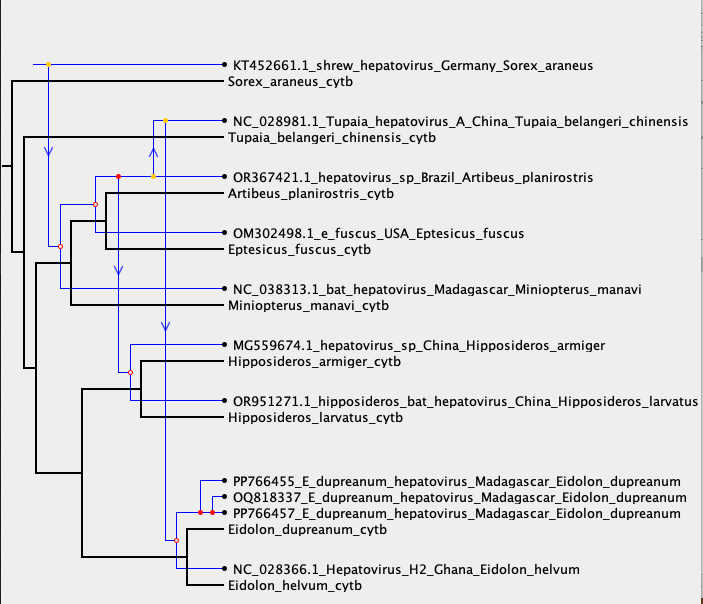 KT452661.1_shrew_hepatovirus_Germany_Sorex_araneus
Sorex_araneus_cytb
NC_028981.1_Tupaia_hepatovirus_A_China_Tupaia_belangeri_chinensis
Tupaia_belangeri_chinensis_cytb
OR367421.1_hepatovirus_sp_Brazil_Artibeus_planirostris
Artibeus_planirostris_cytb
OM302498.1_e_fuscus_USA_Eptesicus_fuscus
Eptesicus_fuscus_cytb
NC_038313.1_bat_hepatovirus_Madagascar_Miniopterus_manavi
Miniopterus_manavi_cytb
MG559674.1_hepatovirus_sp_China_Hipposideros_armiger
Hipposideros_armiger_cytb
OR951271.1_hipposideros_bat_hepatovirus_China_Hipposideros_larvatus
Hipposideros_larvatus_cytb
PP766455_E_dupreanum_hepatovirus_Madagascar_Eidolon_dupreanum
OQ818337_E_dupreanum_hepatovirus_Madagascar_Eidolon_dupreanum
PP766457_E_dupreanum_hepatovirus_Madagascar_Eidolon_dupreanum
Eidolon_dupreanum_cytb
NC_028366.1_Hepatovirus_H2_Ghana_Eidolon_helvum
Eidolon_helvum_cytb